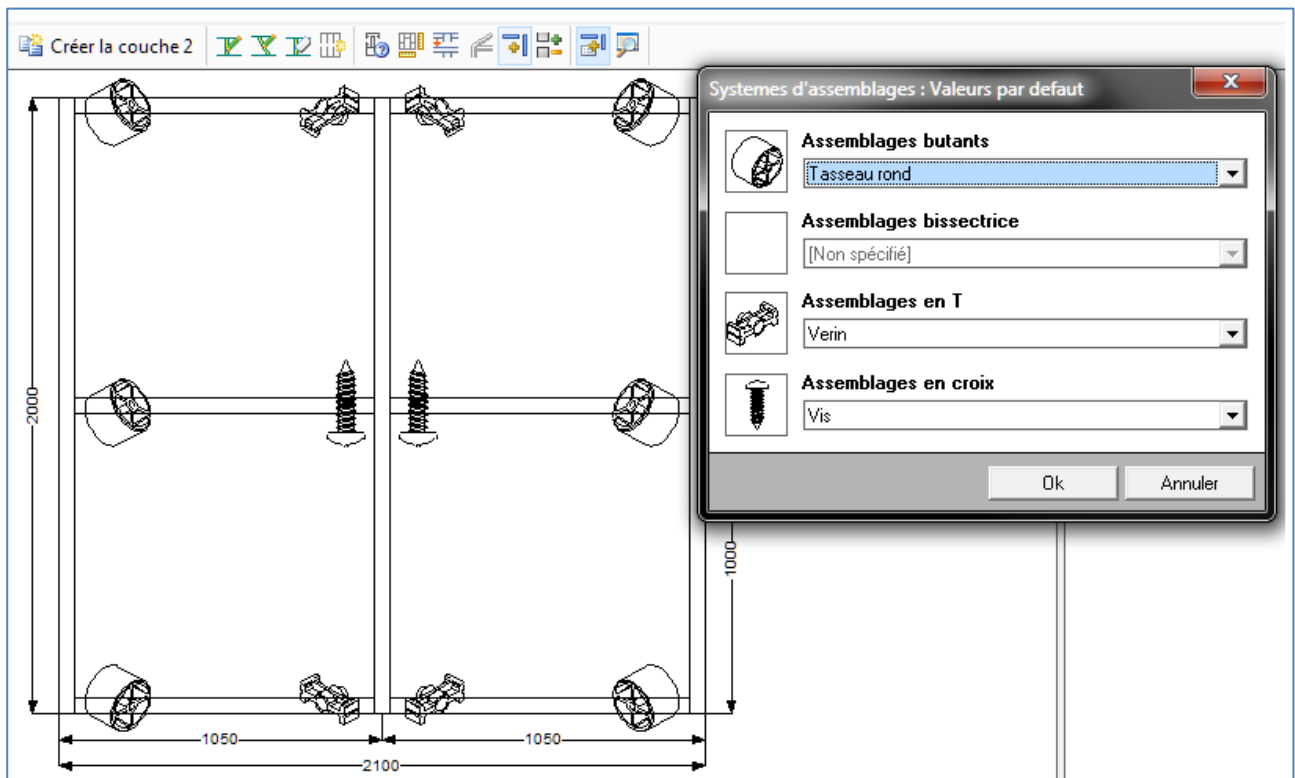 Créer la couche 2
Systemes d'assemblages : Valeurs par defaut
Assemblages butants
Tasseau rond
Assemblages bissectrice
[Non spécifié]
Assemblages en T
Verin
Assemblages en croix
Vis
Ok Annuler
2000
1000
1050 1050
2100